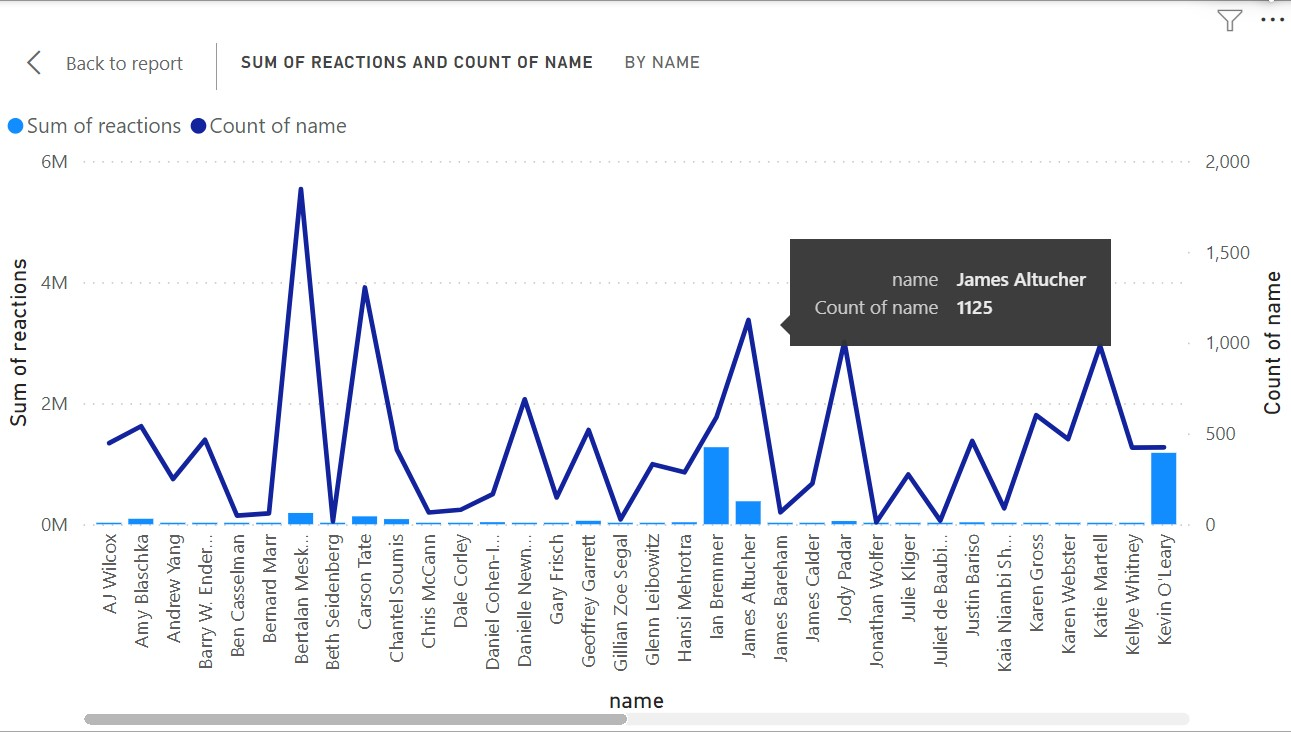 Back to report
SUM OF REACTIONS AND COUNT OF NAME BY NAME
Sum of reactions Count of name
6M
4M
2M
0M
Sum of reactions
2,000
1,500
1,000
500
0
Count of name
name James Altucher
Count of name 1125
AJ Wilcox
Amy Blaschka
Andrew Yang
Barry W. Ender...
Ben Casselman
Bernard Marr
Bertalan Mesk...
Beth Seidenberg
Carson Tate
Chantel Soumis
Chris McCann
Dale Corley
Daniel Cohen-I...
Danielle Newn...
Gary Frisch
Geoffrey Garrett
Gillian Zoe Segal
Glenn Leibowitz
Hansi Mehrotra
Ian Bremmer
James Altucher
James Bareham
James Calder
Jody Padar
Jonathan Wolfer
Julie Kliger
Juliet de Baubi...
Justin Bariso
Kaia Niambi Sh...
Karen Gross
Karen Webster
Katie Martell
Kellye Whitney
Kevin O'Leary
name